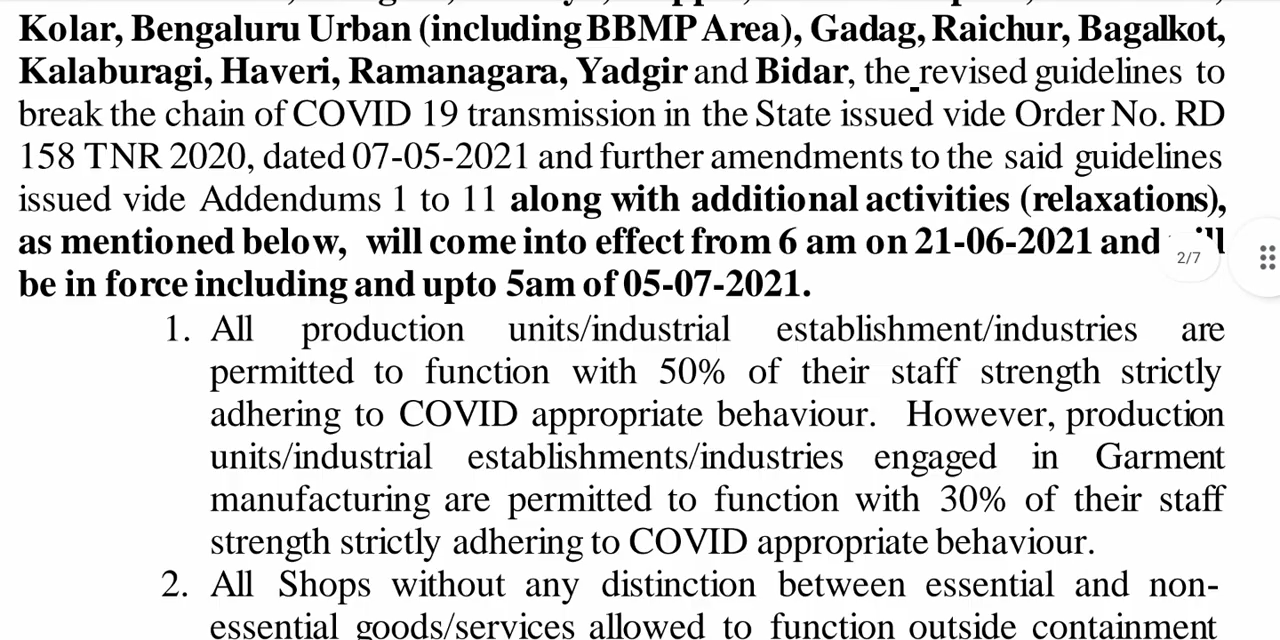 Kolar, Bengaluru Urban (including BBMP Area), Gadag, Raichur, Bagalkot,
Kalaburagi, Haveri, Ramanagara, Yadgir and Bidar, the revised guidelines to
break the chain of COVID 19 transmission in the State issued vide Order No. RD
158 TNR 2020, dated 07-05-2021 and further amendments to the said guidelines
issued vide Addendums 1 to 11 along with additional activities (relaxations),
as mentioned below, will come into effect from 6 am on 21-06-2021 and
2/7
be in force including and upto 5am of 05-07-2021.
1. All production units/industrial establishment/industries are
permitted to function with 50% of their staff strength strictly
adhering to COVID appropriate behaviour. However, production
units/industrial establishments/industries engaged in Garment
manufacturing are permitted to function with 30% of their staff
strength strictly adhering to COVID appropriate behaviour.
2. All Shops without any distinction between essential and non-
essential goods/services allowed to function outside containment